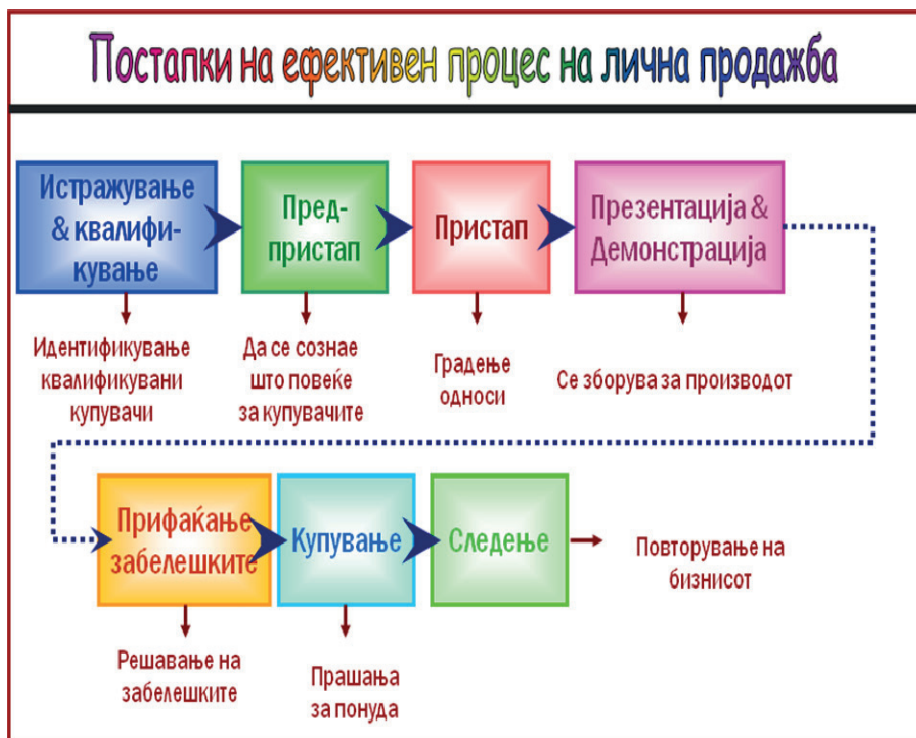 Постапки на ефективен процес на лична продажба
Истражување
& квалифи-
кување
Пред-
пристап
Пристап
Презентација &
Демонстрација
Идентификување
квалификувани
купувачи
Да се сознае
што повеќе
за купувачите
Градење
односи
Се зборува за производот
Прифаќање
забелешките
Купување
Следење
Повторување на
бизнисот
Решавање на
забелешките
Прашања
за понуда